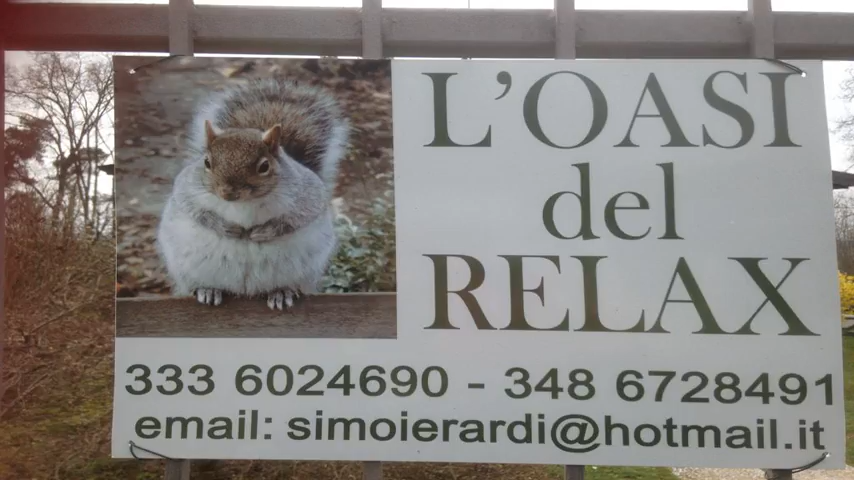 L'OASI
del
RELAX
333 6024690 - 348 6728491
email: simoierardi@hotmail.it